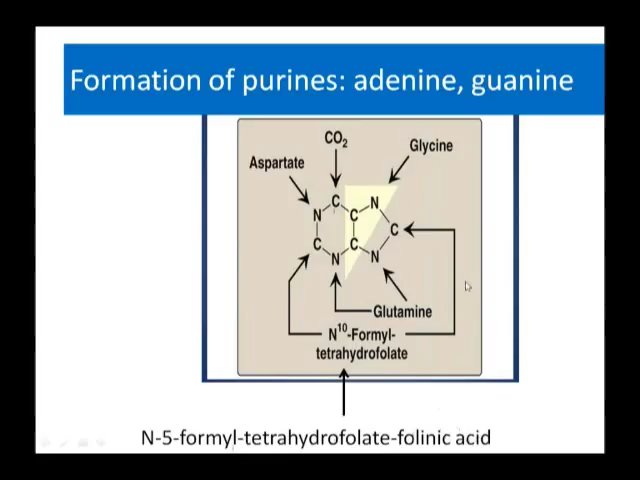 Formation of purines: adenine, guanine
CO2
Glycine
Aspartate
C
N
N
C
C
C
C
N
N
Glutamine
N10-Formyl-
tetrahydrofolate
N-5-formyl-tetrahydrofolate-folinic acid